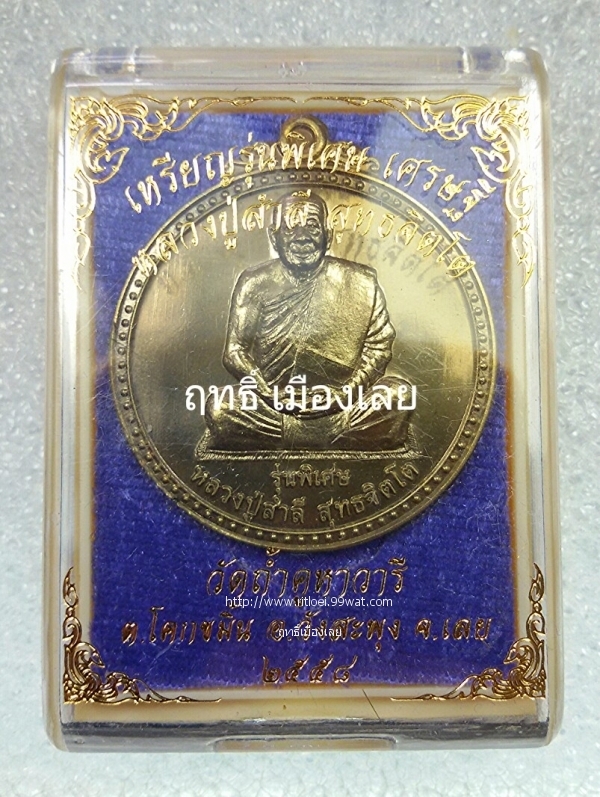 เหรียญรุ่นพิเศษ เศรษฐี
หลวงปู่สาลี สุทธจิตโต
ฤทธิ์ เมืองเลย
รุ่นพิเศษ
หลวงปู่สาลี สุทธจิตโต
วัดถ้ำคูหาวารี
http://www.litloei.99wat.com/
ต.โคกขมิ้น อ.วังสะพุง จ.เลย
ฤทธิ์เมืองเลย
๒๕๕๘